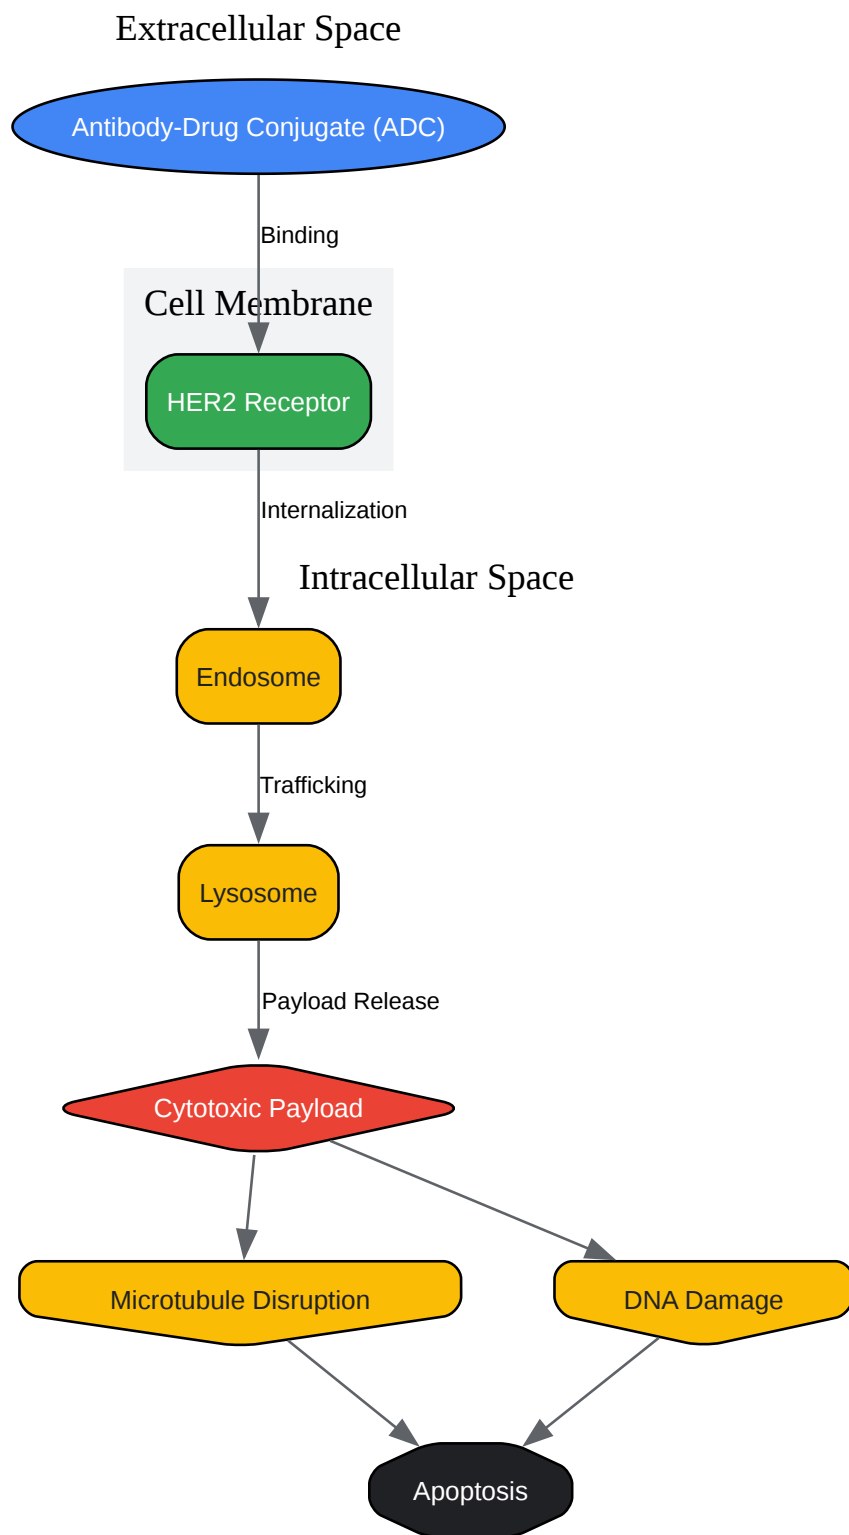 Extracellular Space
Antibody-Drug Conjugate (ADC)
Binding
Cell Membrane
HER2 Receptor
Internalization
Intracellular Space
Endosome
Trafficking
Lysosome
Payload Release
Cytotoxic Payload
Microtubule Disruption
DNA Damage
Apoptosis